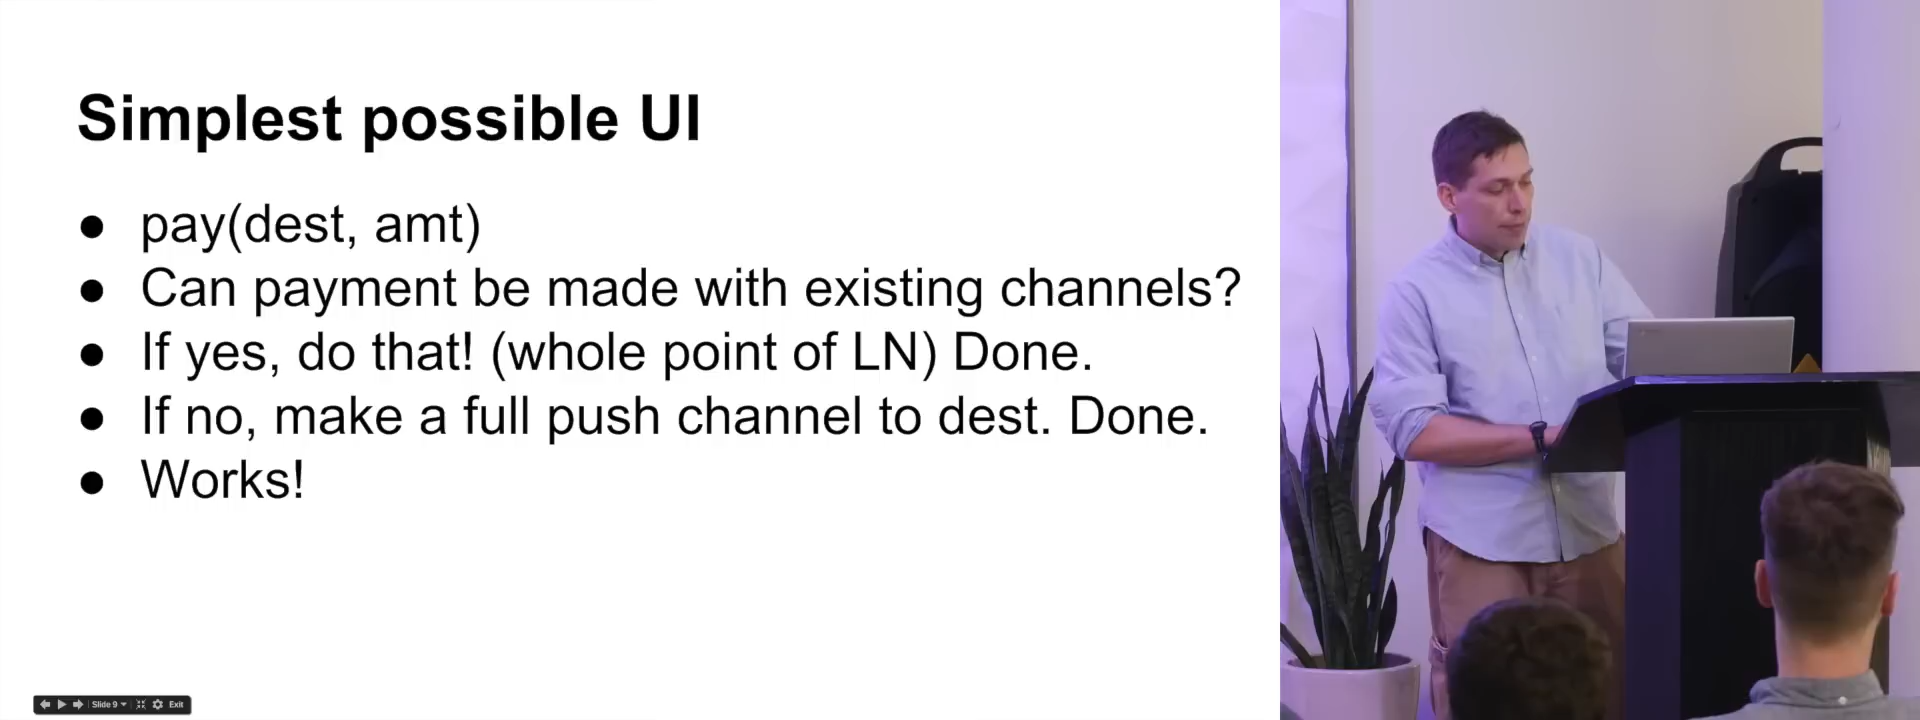 Simplest possible UI
● pay(dest, amt)
● Can payment be made with existing channels?
● If yes, do that! (whole point of LN) Done.
● If no, make a full push channel to dest. Done.
● Works!
Slide 9
Exit